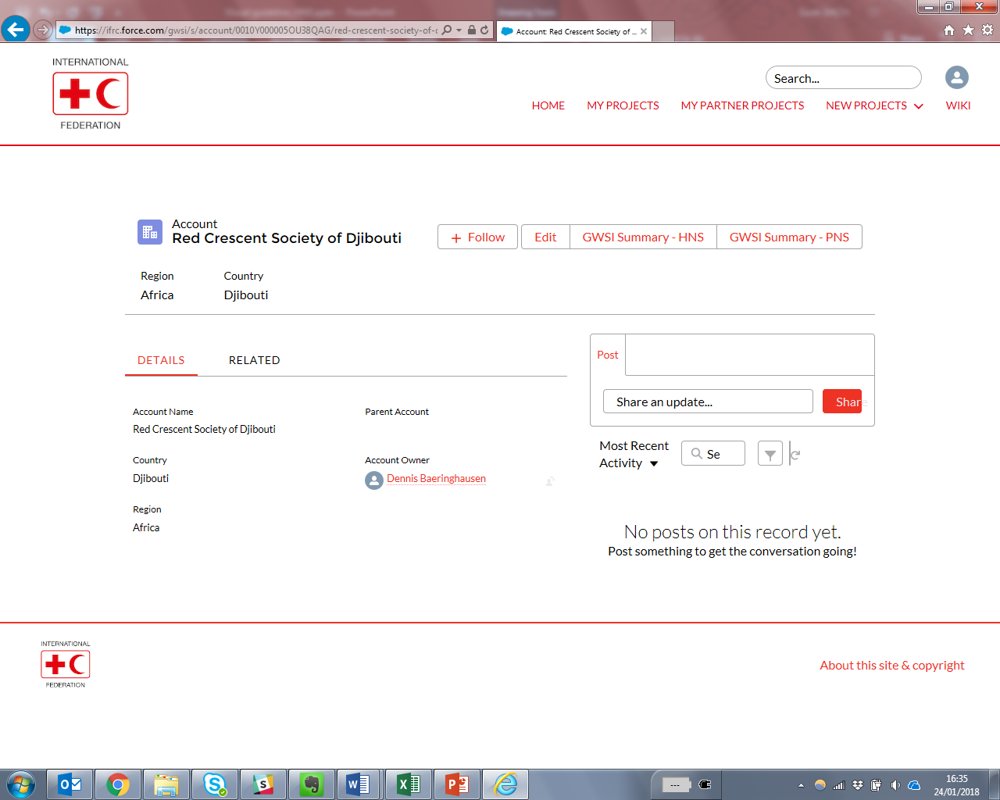 https://ifrc.force.com/gwsi/s/account/0010Y000005OU38QAG/red-crescent-society-of-
Account: Red Crescent Society of ...
INTERNATIONAL
FEDERATION
Search...
HOME MY PROJECTS MY PARTNER PROJECTS NEW PROJECTS WIKI
Account
Red Crescent Society of Djibouti
+ Follow Edit GWSI Summary - HNS GWSI Summary - PNS
Region Country
Africa Djibouti
DETAILS RELATED
Post
Account Name Parent Account
Red Crescent Society of Djibouti
Share an update... Share
Country Account Owner
Djibouti Dennis Baeringhausen
Region
Africa
Most Recent
Activity
Se
No posts on this record yet.
Post something to get the conversation going!
INTERNATIONAL
FEDERATION
About this site & copyright
16:35
24/01/2018